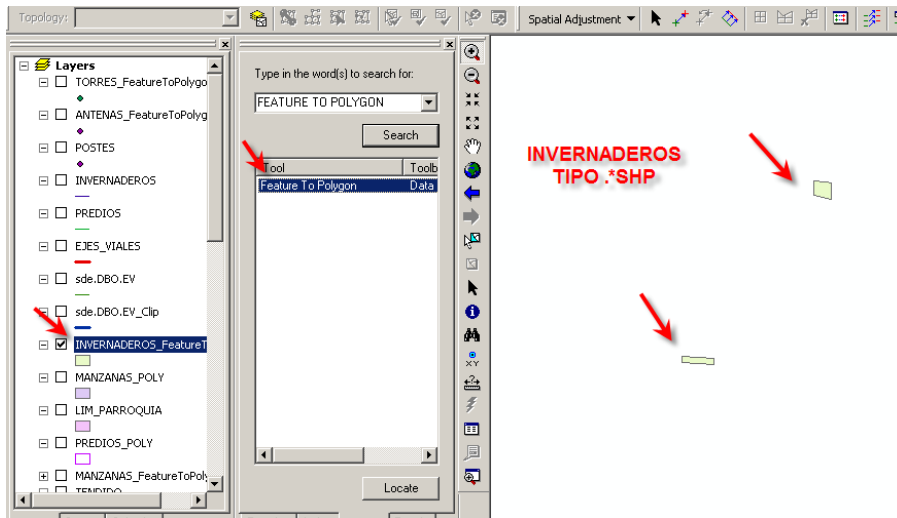 Topology:
Spatial Adjustment
Layers
TORRES_FeatureToPolygo
ANTENAS_FeatureToPolyg
POSTES
INVERNADEROS
PREDIOS
EJES_VIALES
sde.DBO.EV
sde.DBO.EV_Clip
INVERNADEROS_FeatureT
MANZANAS_POLY
LIM_PARROQUIA
PREDIOS_POLY
MANZANAS_FeatureToPoly
TENDIDO
Type in the word(s) to search for:
FEATURE TO POLYGON
Search
Tool
Toolb
Feature To Polygon
Data
Locate
XY
INVERNADEROS
TIPO .*SHP